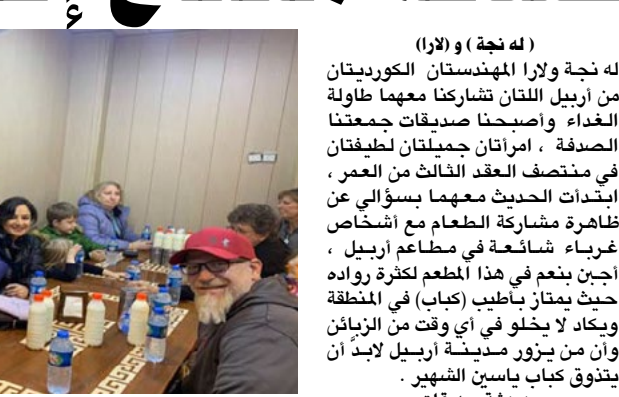 ( له نجة ) و (لارا)
له نجة ولارا المهندستان الكورديتان
من أربيل اللتان تشاركنا معهما طاولة
الغداء وأصبحنا صديقات جمعتنا
الصدفة ، امرأتان جميلتان لطيفتان
في منتصف العقد الثالث من العمر ،
ابتدأت الحديث معهما بسؤالي عن
ظاهرة مشاركة الطعام مع أشخاص
غرباء شائعة في مطاعم أربيل ،
أجبن بنعم في هذا المطعم لكثرة رواده
حيث يمتاز بأطيب (كباب) في المنطقة
ويكاد لا يخلو في أي وقت من الزبائن
وأن من يزور مدينة أربيل لابدَّ أن
يتذوق كباب ياسين الشهير .